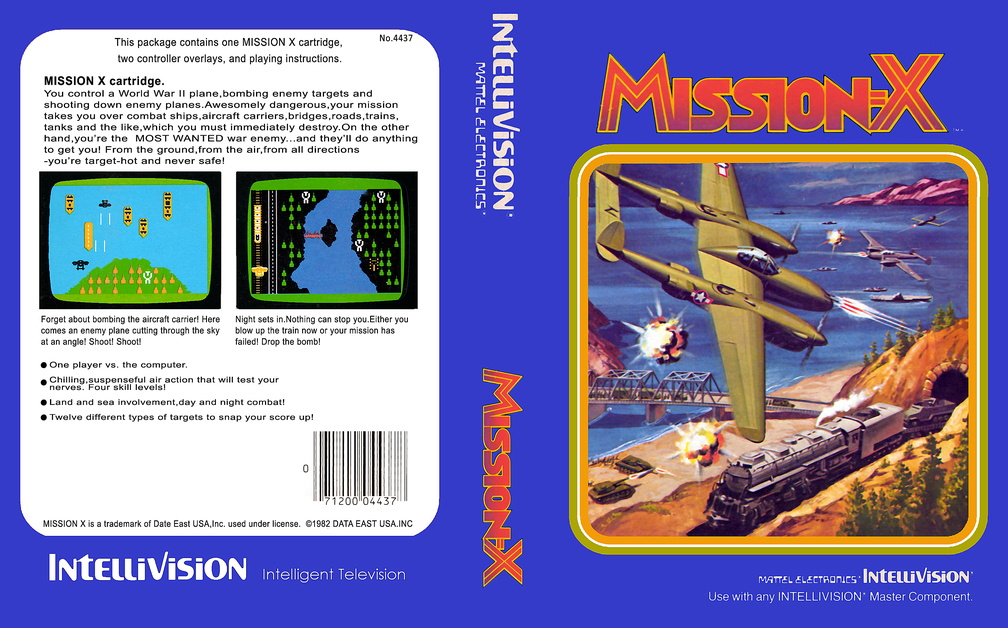 This package contains one MISSION X cartridge,
No.4437
two controller overlays, and playing instructions.
MISSION X cartridge.
You control a World War II plane,bombing enemy targets and
shooting down enemy planes.Awesomely dangerous,your mission
takes you over combat ships,aircraft carriers,bridges,roads,trains,
tanks and the like,which you must immediately destroy.On the other
hand,you're the MOST WANTED war enemy...and they'll do anything
to get you! From the ground,from the air,from all directions
-you're target-hot and never safe!
Forget about bombing the aircraft carrier! Here
comes an enemy plane cutting through the sky
at an angle! Shoot! Shoot!
Night sets in.Nothing can stop you.Either you
blow up the train now or your mission has
failed! Drop the bomb!
● One player vs. the computer.
● Chilling,suspenseful air action that will test your
nerves. Four skill levels!
● Land and sea involvement,day and night combat!
● Twelve different types of targets to snap your score up!
0
71200 04437
MISSION X is a trademark of Date East USA,Inc. used under license. ©1982 DATA EAST USA.INC
INTELLIVISION Intelligent Television
INTELLIVISION®
MATTEL ELECTRONICS®
MISSION-X
MISSION-X™
MATTEL ELECTRONICS® INTELLIVISION®
Use with any INTELLIVISION® Master Component.